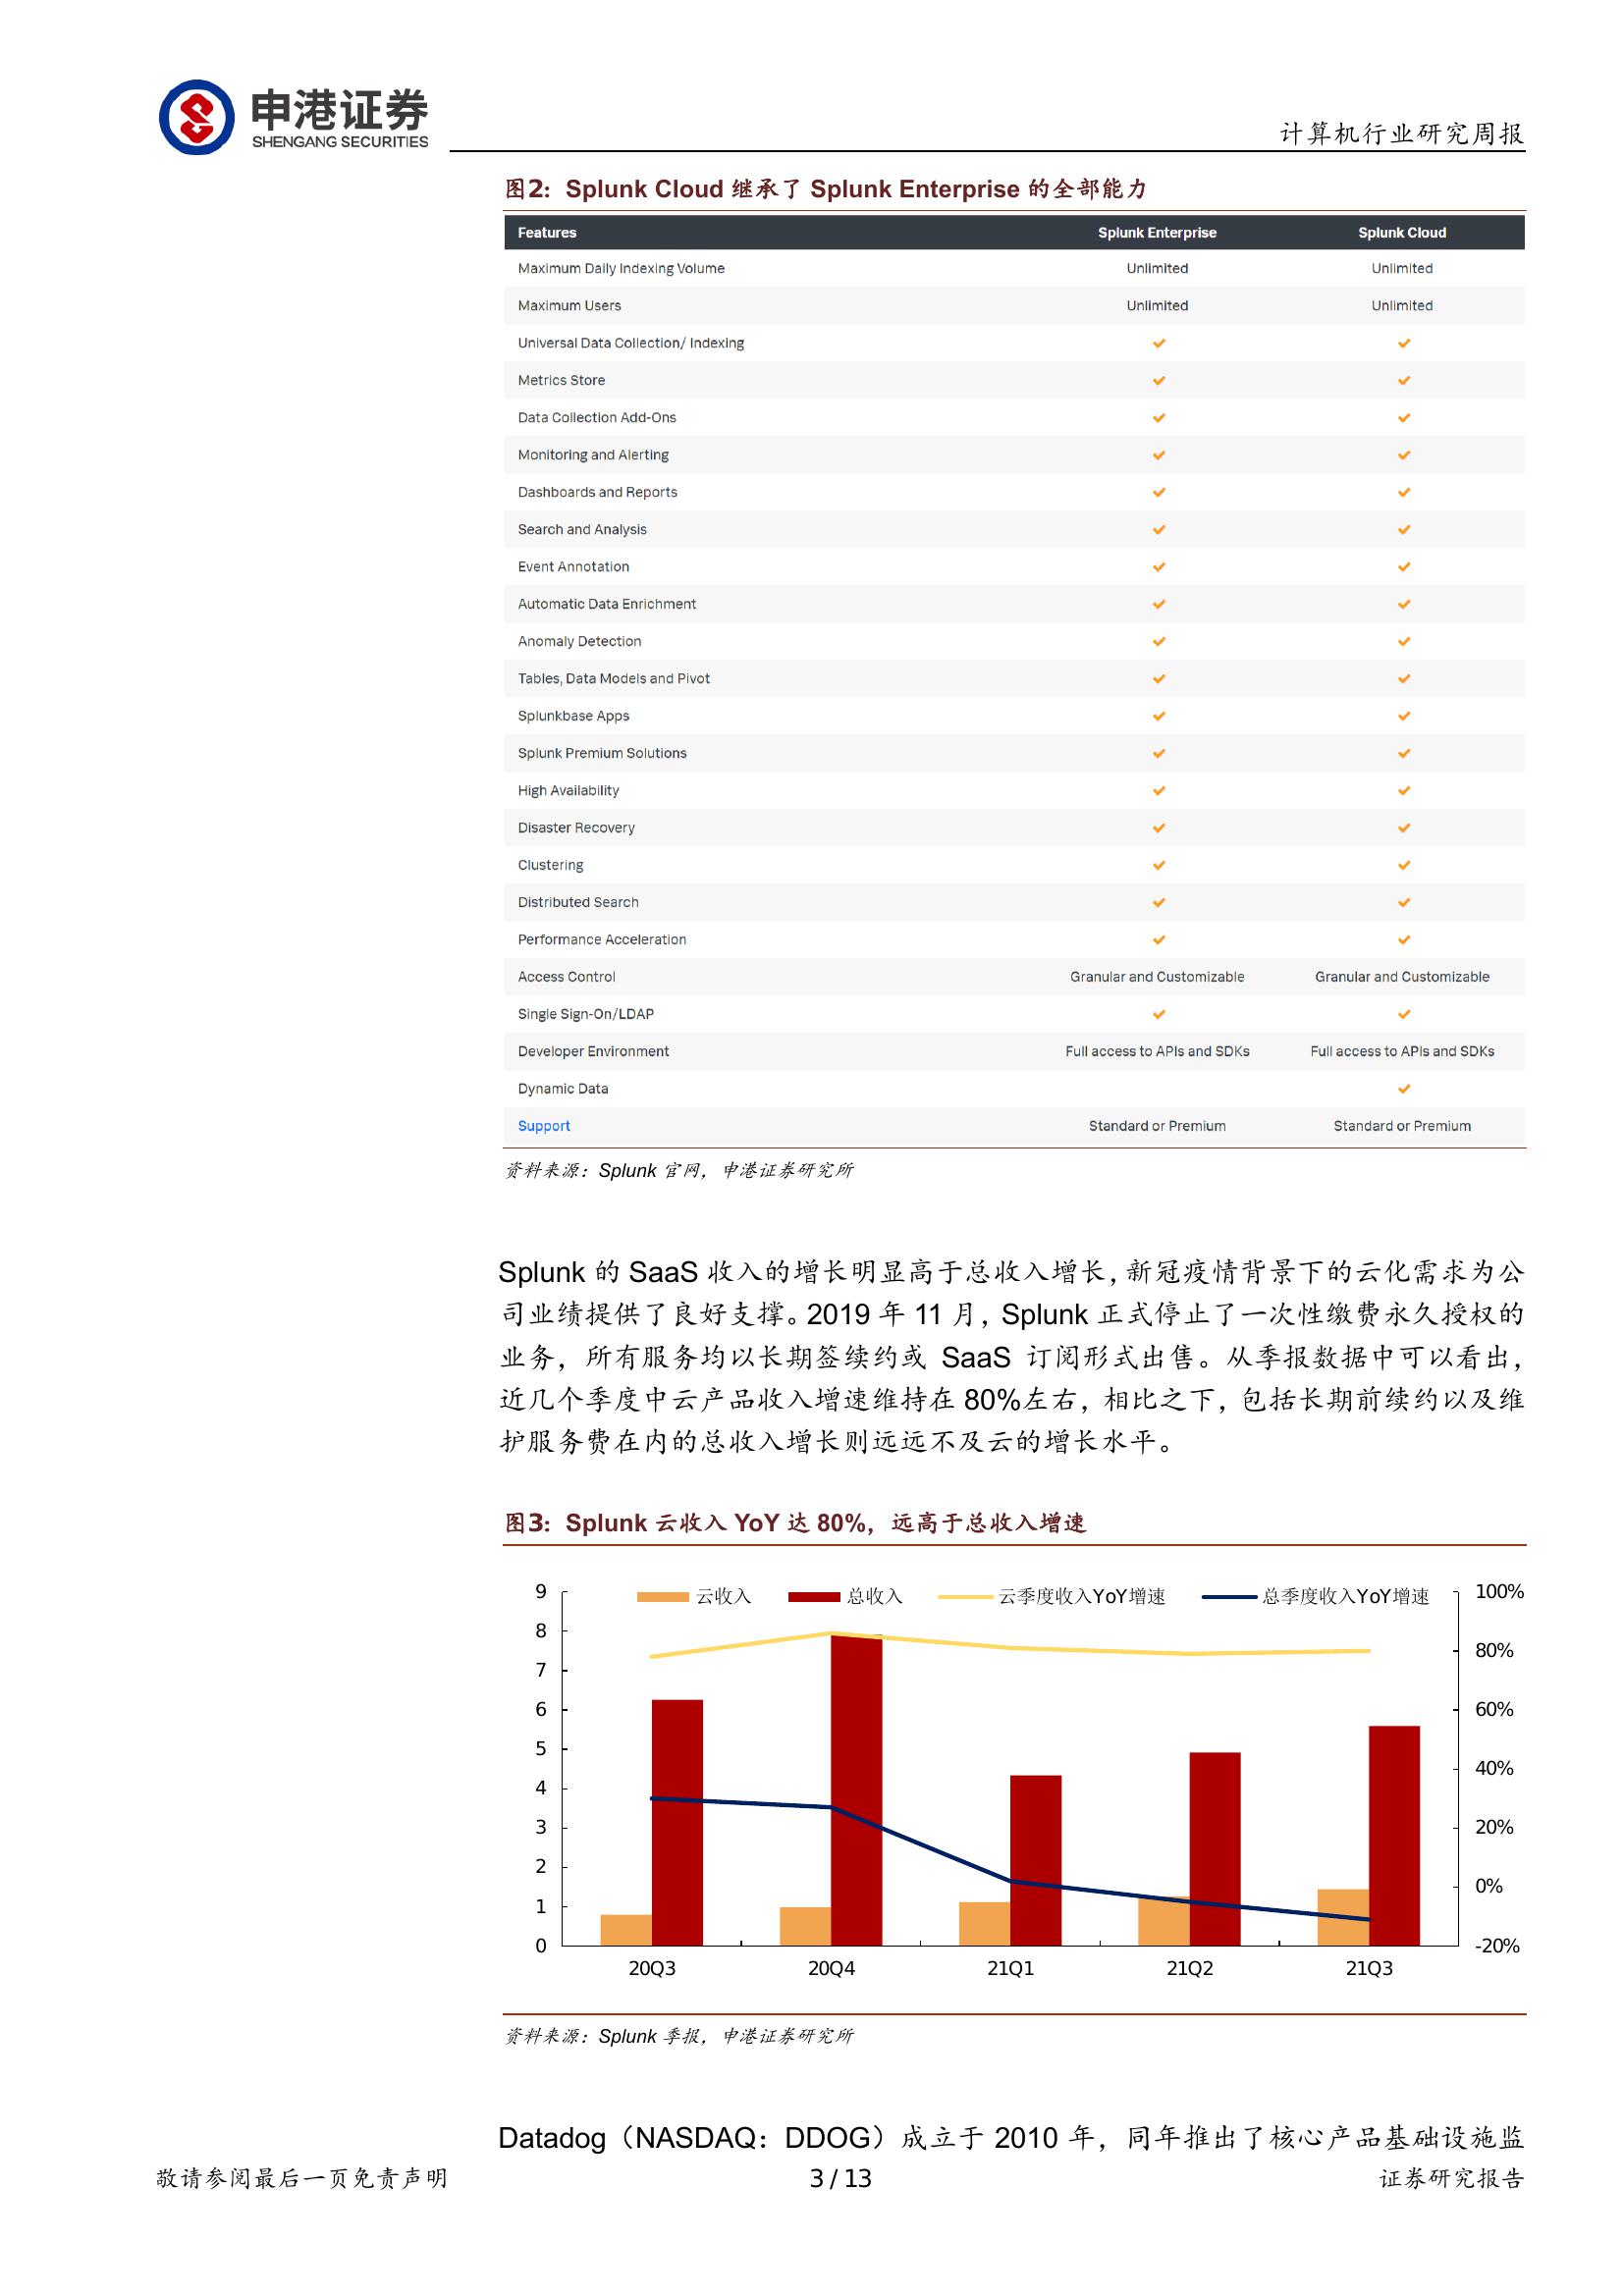 申港证券
SHENGANG SECURITIES
计算机行业研究周报
图2：Splunk Cloud 继承了 Splunk Enterprise 的全部能力
Features Splunk Enterprise Splunk Cloud
Maximum Daily Indexing Volume Unlimited Unlimited
Maximum Users Unlimited Unlimited
Universal Data Collection/ Indexing ✓ ✓
Metrics Store ✓ ✓
Data Collection Add-Ons ✓ ✓
Monitoring and Alerting ✓ ✓
Dashboards and Reports ✓ ✓
Search and Analysis ✓ ✓
Event Annotation ✓ ✓
Automatic Data Enrichment ✓ ✓
Anomaly Detection ✓ ✓
Tables, Data Models and Pivot ✓ ✓
Splunkbase Apps ✓ ✓
Splunk Premium Solutions ✓ ✓
High Availability ✓ ✓
Disaster Recovery ✓ ✓
Clustering ✓ ✓
Distributed Search ✓ ✓
Performance Acceleration ✓ ✓
Access Control Granular and Customizable Granular and Customizable
Single Sign-On/LDAP ✓ ✓
Developer Environment Full access to APIs and SDKs Full access to APIs and SDKs
Dynamic Data ✓
Support Standard or Premium Standard or Premium
资料来源：Splunk 官网，申港证券研究所
Splunk 的 SaaS 收入的增长明显高于总收入增长，新冠疫情背景下的云化需求为公
司业绩提供了良好支撑。2019 年 11 月，Splunk 正式停止了一次性缴费永久授权的
业务，所有服务均以长期签续约或 SaaS 订阅形式出售。从季报数据中可以看出，
近几个季度中云产品收入增速维持在 80%左右，相比之下，包括长期前续约以及维
护服务费在内的总收入增长则远远不及云的增长水平。
图3：Splunk 云收入 YoY 达 80%，远高于总收入增速
云收入 总收入 云季度收入YoY增速 总季度收入YoY增速
9 100%
8
7 80%
6 60%
5
4 40%
3 20%
2
1 0%
0 -20%
20Q3 20Q4 21Q1 21Q2 21Q3
资料来源：Splunk 季报，申港证券研究所
Datadog（NASDAQ：DDOG）成立于 2010 年，同年推出了核心产品基础设施监
敬请参阅最后一页免责声明 3 / 13 证券研究报告